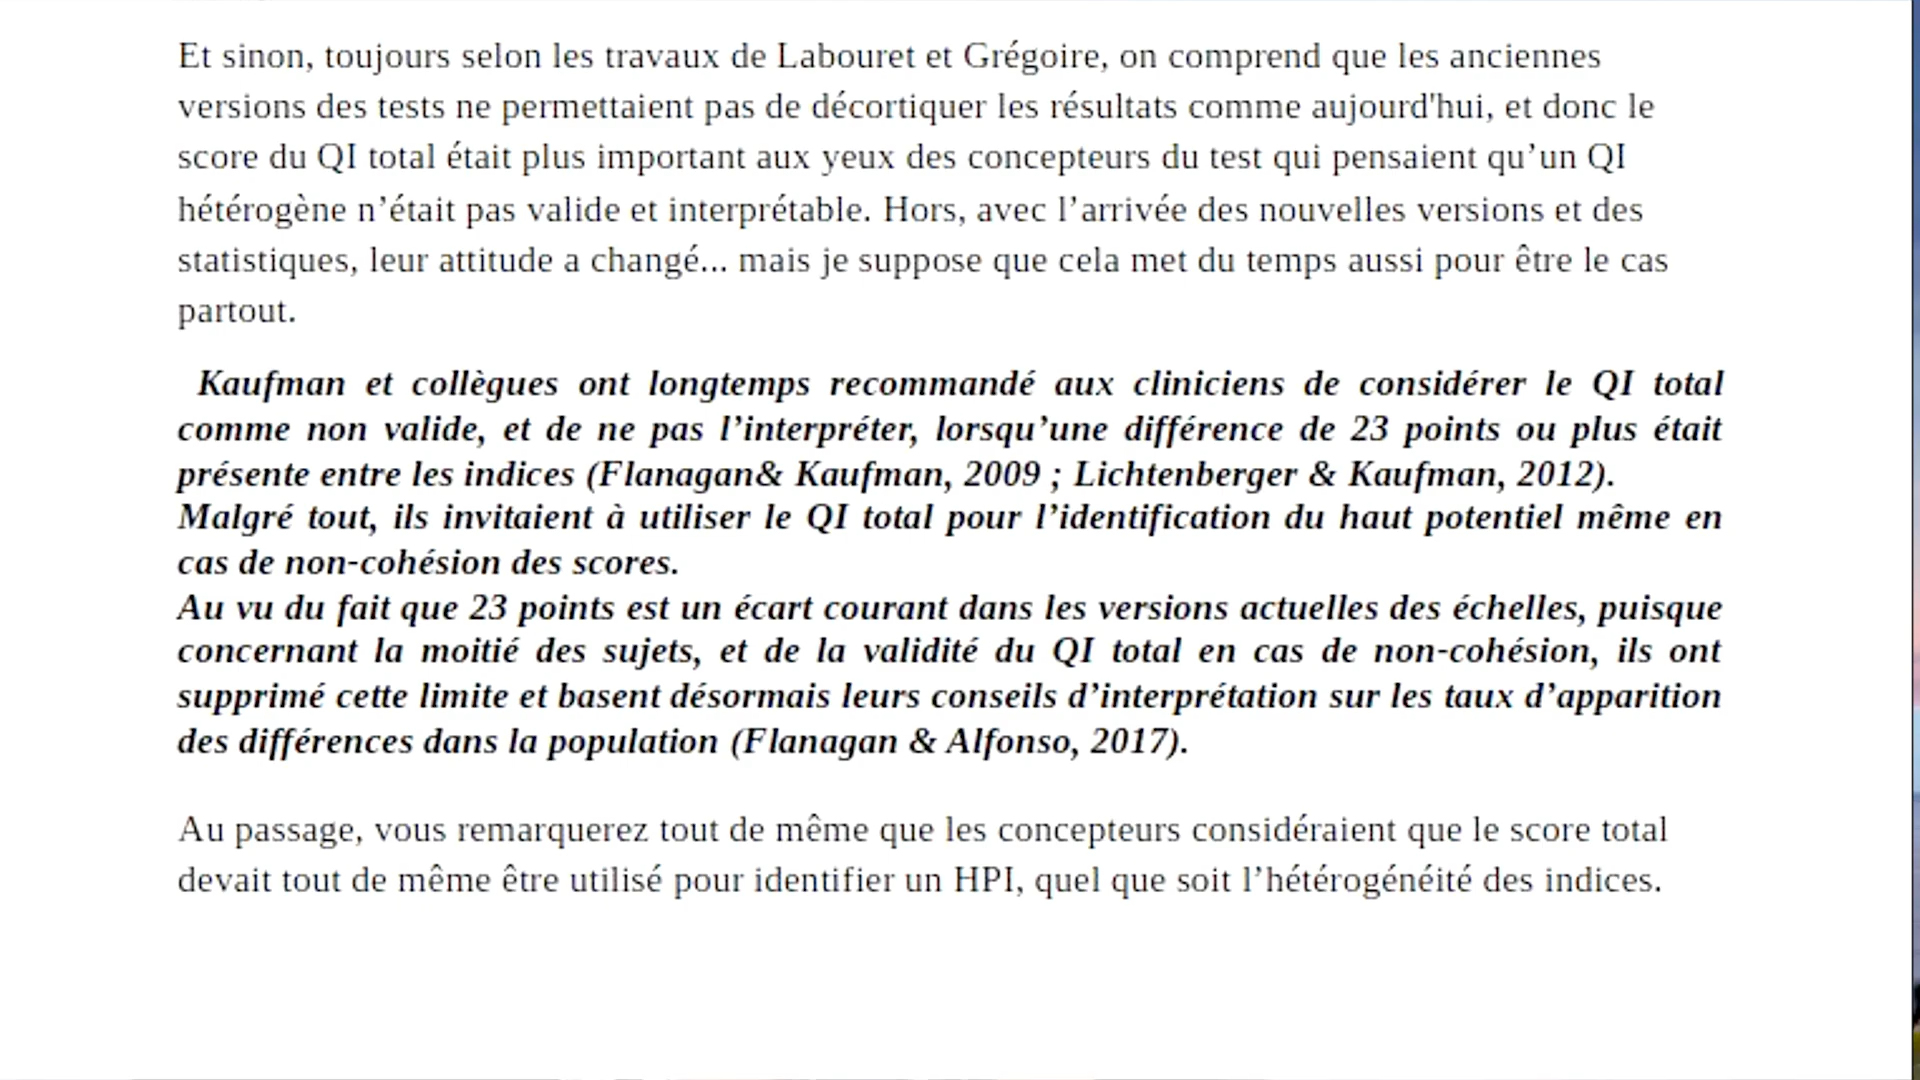 Et sinon, toujours selon les travaux de Labouret et Grégoire, on comprend que les anciennes
versions des tests ne permettaient pas de décortiquer les résultats comme aujourd'hui, et donc le
score du QI total était plus important aux yeux des concepteurs du test qui pensaient qu’un QI
hétérogène n’était pas valide et interprétable. Hors, avec l’arrivée des nouvelles versions et des
statistiques, leur attitude a changé... mais je suppose que cela met du temps aussi pour être le cas
partout.
Kaufman et collègues ont longtemps recommandé aux cliniciens de considérer le QI total
comme non valide, et de ne pas l’interpréter, lorsqu’une différence de 23 points ou plus était
présente entre les indices (Flanagan& Kaufman, 2009 ; Lichtenberger & Kaufman, 2012).
Malgré tout, ils invitaient à utiliser le QI total pour l’identification du haut potentiel même en
cas de non-cohésion des scores.
Au vu du fait que 23 points est un écart courant dans les versions actuelles des échelles, puisque
concernant la moitié des sujets, et de la validité du QI total en cas de non-cohésion, ils ont
supprimé cette limite et basent désormais leurs conseils d’interprétation sur les taux d’apparition
des différences dans la population (Flanagan & Alfonso, 2017).
Au passage, vous remarquerez tout de même que les concepteurs considéraient que le score total
devait tout de même être utilisé pour identifier un HPI, quel que soit l’hétérogénéité des indices.